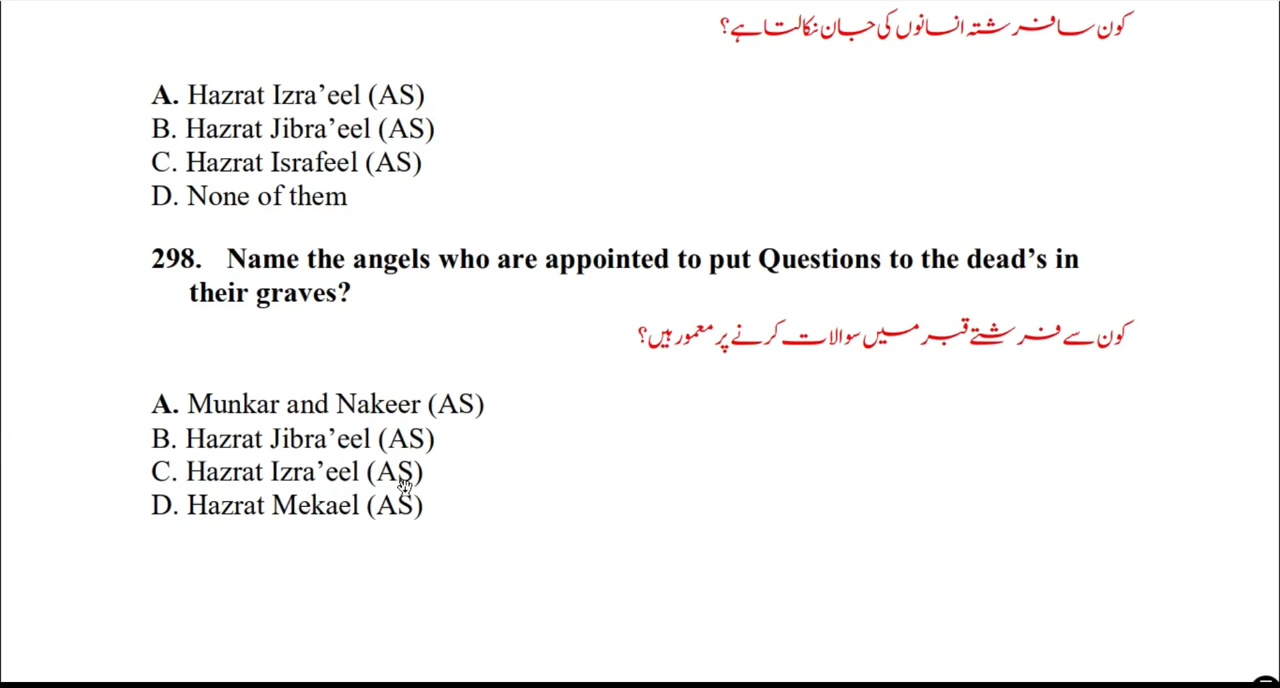 کون سا فرشتہ انسانوں کی جان نکالتا ہے؟
A. Hazrat Izra’eel (AS)
B. Hazrat Jibra’eel (AS)
C. Hazrat Israfeel (AS)
D. None of them
298. Name the angels who are appointed to put Questions to the dead’s in
their graves?
کون سے فرشتے قبر میں سوالات کرنے پر معمور ہیں؟
A. Munkar and Nakeer (AS)
B. Hazrat Jibra’eel (AS)
C. Hazrat Izra’eel (AS)
D. Hazrat Mekael (AS)